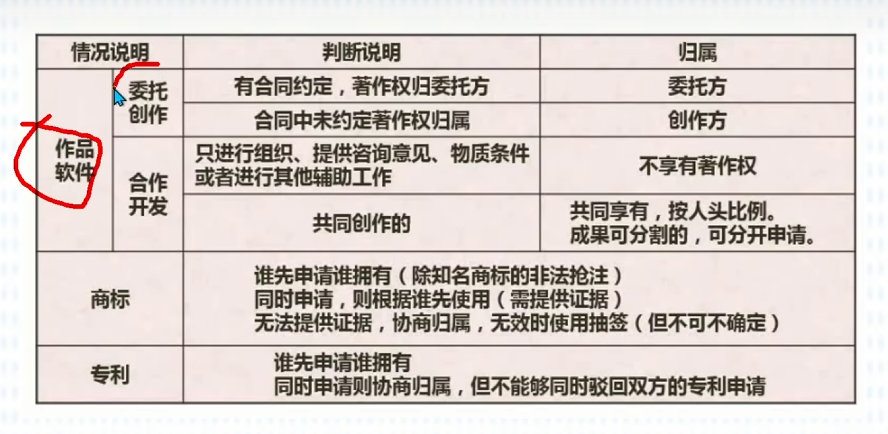 情况说明 判断说明 归属
作品
软件
委托
创作
有合同约定，著作权归委托方 委托方
合同中未约定著作权归属 创作方
合作
开发
只进行组织、提供咨询意见、物质条件
或者进行其他辅助工作
不享有著作权
共同创作的
共同享有，按人头比例。
成果可分割的，可分开申请。
商标
谁先申请谁拥有（除知名商标的非法抢注）
同时申请，则根据谁先使用（需提供证据）
无法提供证据，协商归属，无效时使用抽签（但不可不确定）
专利
谁先申请谁拥有
同时申请则协商归属，但不能够同时驳回双方的专利申请